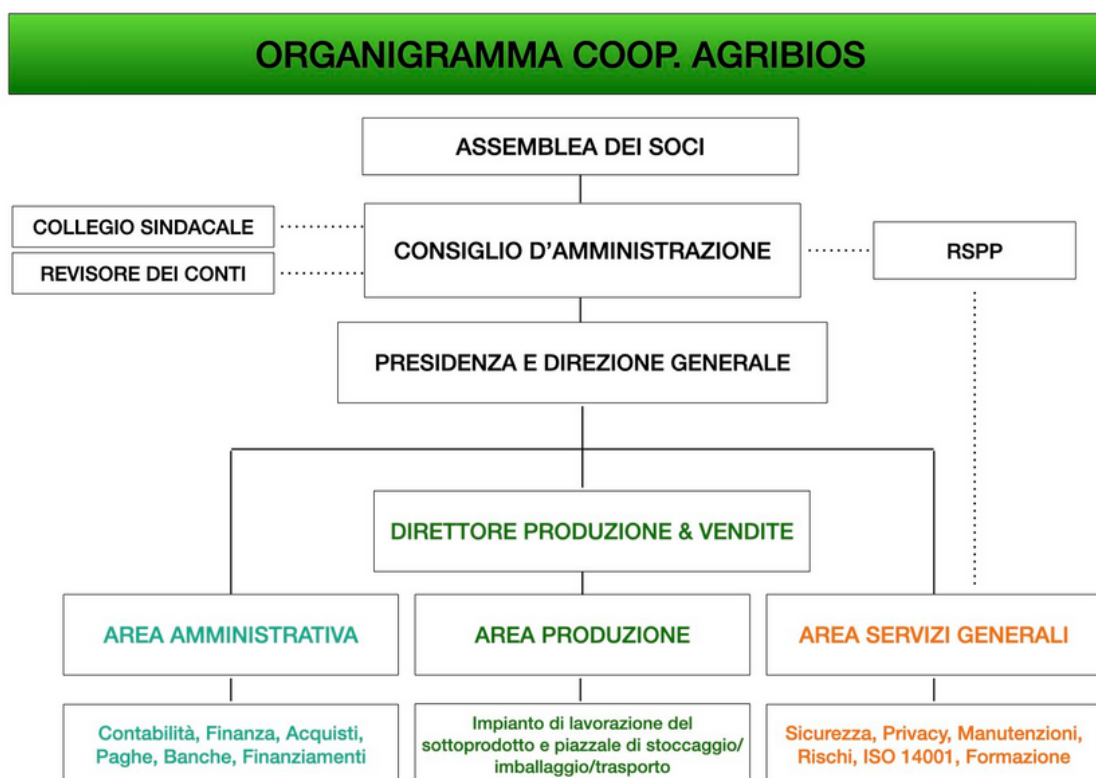 ORGANIGRAMMA COOP. AGRIBIOS
ASSEMBLEA DEI SOCI
COLLEGIO SINDACALE
REVISORE DEI CONTI
CONSIGLIO D’AMMINISTRAZIONE
RSPP
PRESIDENZA E DIREZIONE GENERALE
DIRETTORE PRODUZIONE & VENDITE
AREA AMMINISTRATIVA
AREA PRODUZIONE
AREA SERVIZI GENERALI
Contabilità, Finanza, Acquisti,
Paghe, Banche, Finanziamenti
Impianto di lavorazione del
sottoprodotto e piazzale di stoccaggio/
imballaggio/trasporto
Sicurezza, Privacy, Manutenzioni,
Rischi, ISO 14001, Formazione